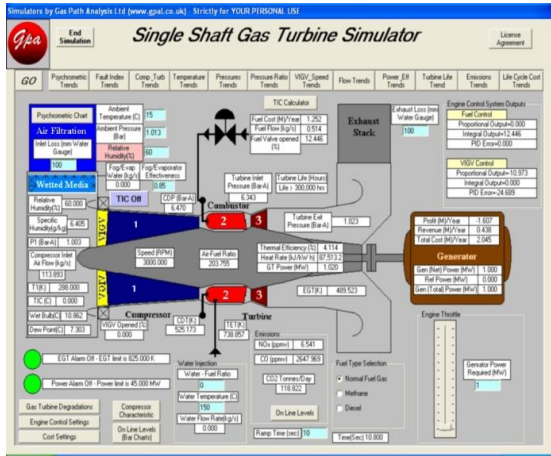 Simulators by Gas Path Analysis Ltd (www.gpal.co.uk) - Strictly for YOUR PERSONAL USE
Gpa
End Simulation
Single Shaft Gas Turbine Simulator
License Agreement
GO
Psychrometric Trends
Fault Index Trends
Comp_Turb Trends
Temperature Trends
Pressures Trends
Pressure Ratio Trends
VIGV_Speed Trends
Flow Trends
Power_Eff Trends
Turbine Life Trend
Emissions Trends
Life Cycle Cost Trends
Psychrometric Chart
Ambient Temperature (C) 15
Air Filtration
Ambient Pressure (Bar) 1.013
Inlet Loss (mm Water Gauge)
100
Relative Humidity(%) 60
Fog/Evap Water (kg/s)
0.000
Fog/Evaporator Effectiveness
0.85
TIC Calculator
Fuel Cost (M)/Year 1.252
Fuel Flow (kg/s) 0.514
Fuel Valve opened (%) 12.446
Exhaust Stack
Exhaust Loss (mm Water Gauge)
100
Engine Control System Outputs
Fuel Control
Proportional Output=0.000
Integral Output=12.446
PID Error=0.000
VIGV Control
Proportional Output=-10.973
Integral Output=0.000
PID Error=-24.689
Wetted Media
TIC Off
CDP (Bar-A)
6.470
Combustor
Turbine Inlet Pressure (Bar-A)
6.343
Turbine Life (Hours)
Life > 300,000 hrs
Turbine Exit Pressure (Bar-A)
1.023
Relative Humidity(%) 60.000
Specific Humidity(g/kg) 6.405
P1 (Bar-A) 1.003
Compressor Inlet Air Flow (kg/s)
113.893
T1(K) 288.000
TIC (C) 0.000
Wet Bulb(C) 10.862
Dew Point(C) 7.303
VIGV
1
2
3
Speed (RPM)
3000.000
Air-Fuel Ratio
203.755
Thermal Efficiency (%) 4.114
Heat Rate (kJ/kW h) 87,513.2
GT Power (MW) 1.020
EGT(K) 489.523
Profit (M)/Year -1.607
Revenue (M)/Year 0.438
Total Cost (M)/Year 2.045
Generator
Gen (Net) Power (MW) 1.000
Ref Power (MW) 0.000
Gen (Total) Power (MW) 1.000
VIGV
1
2
3
VIGV Opened (%)
0.000
Compressor
CDT(K)
525.173
TET(K)
738.057
Turbine
Emissions
NOx (ppmv) 6.541
CO (ppmv) 2647.969
CO2 Tonnes/Day
118.822
On Line Levels
Ramp Time (sec) 10
EGT Alarm Off - EGT limit is 825.000 K
Power Alarm Off - Power limit is 45.000 MW
Water Injection
Water - Fuel Ratio
0
Water Temperature (C)
150
Water Flow Rate(kg/s)
0.000
Fuel Type Selection
Normal Fuel Gas
Methane
Diesel
Time(Sec) 10.800
Engine Throttle
Generator Power Required (MW)
1
Gas Turbine Degradations
Engine Control Settings
Cost Settings
Compressor Characteristic
On Line Levels (Bar Charts)